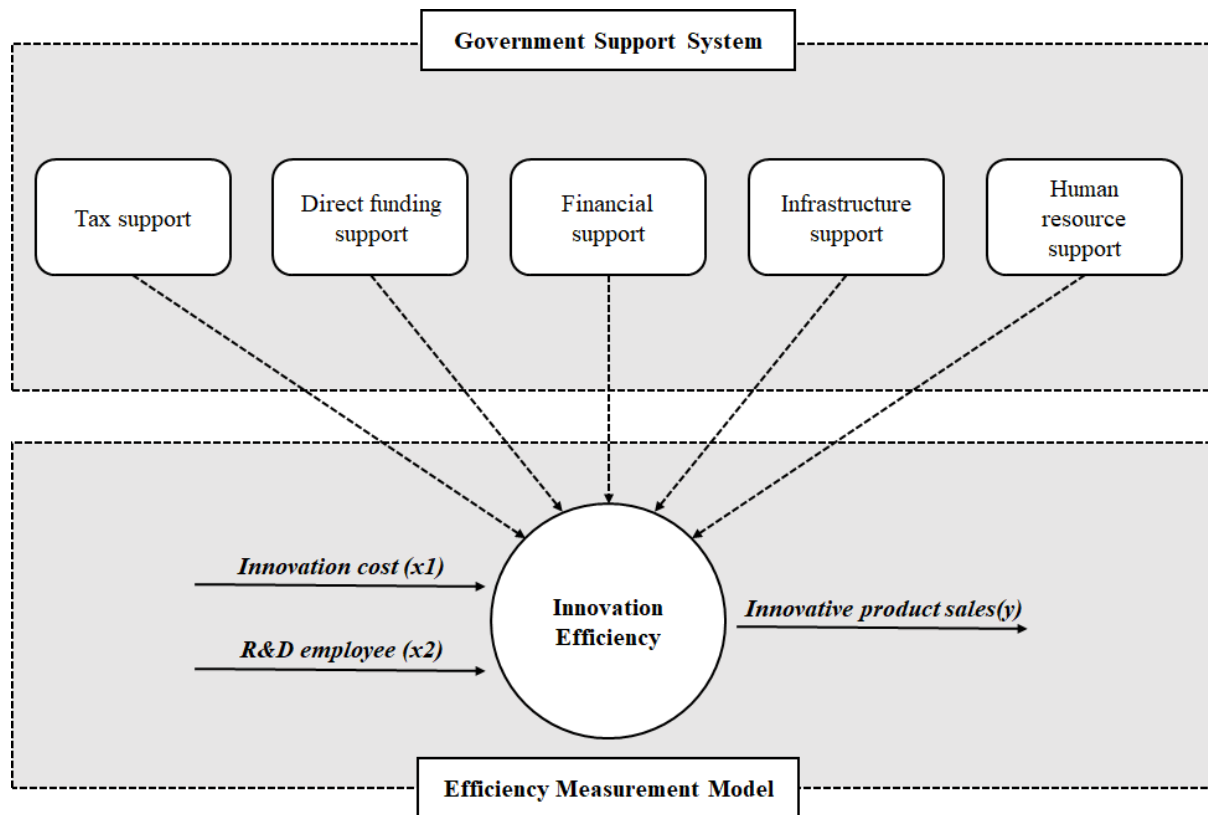 Government Support System
Tax support
Direct funding
support
Financial
support
Infrastructure
support
Human
resource
support
Innovation cost (x1)
R&D employee (x2)
Innovation
Efficiency
Innovative product sales(y)
Efficiency Measurement Model